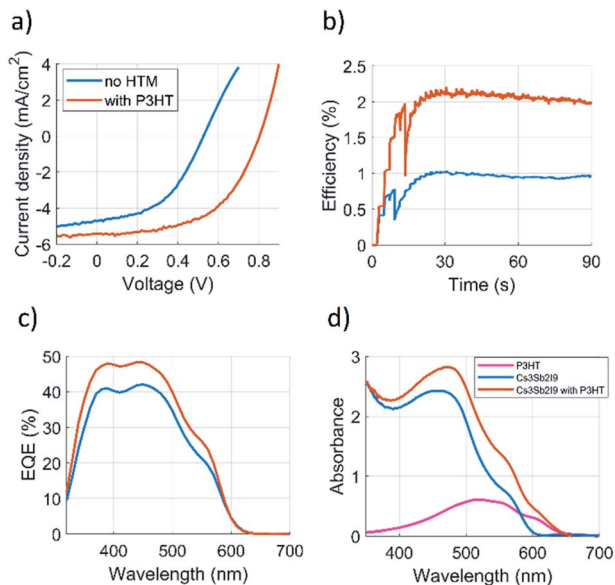 a)
Current density (mA/cm²)
4
2
0
-2
-4
-6
no HTM
with P3HT
-0.2 0 0.2 0.4 0.6 0.8
Voltage (V)
b)
Efficiency (%)
2.5
2
1.5
1
0.5
0
0 30 60 90
Time (s)
c)
EQE (%)
50
40
30
20
10
0
400 500 600 700
Wavelength (nm)
d)
Absorbance
3
2
1
0
P3HT
Cs3Sb2I9
Cs3Sb2I9 with P3HT
400 500 600 700
Wavelength (nm)